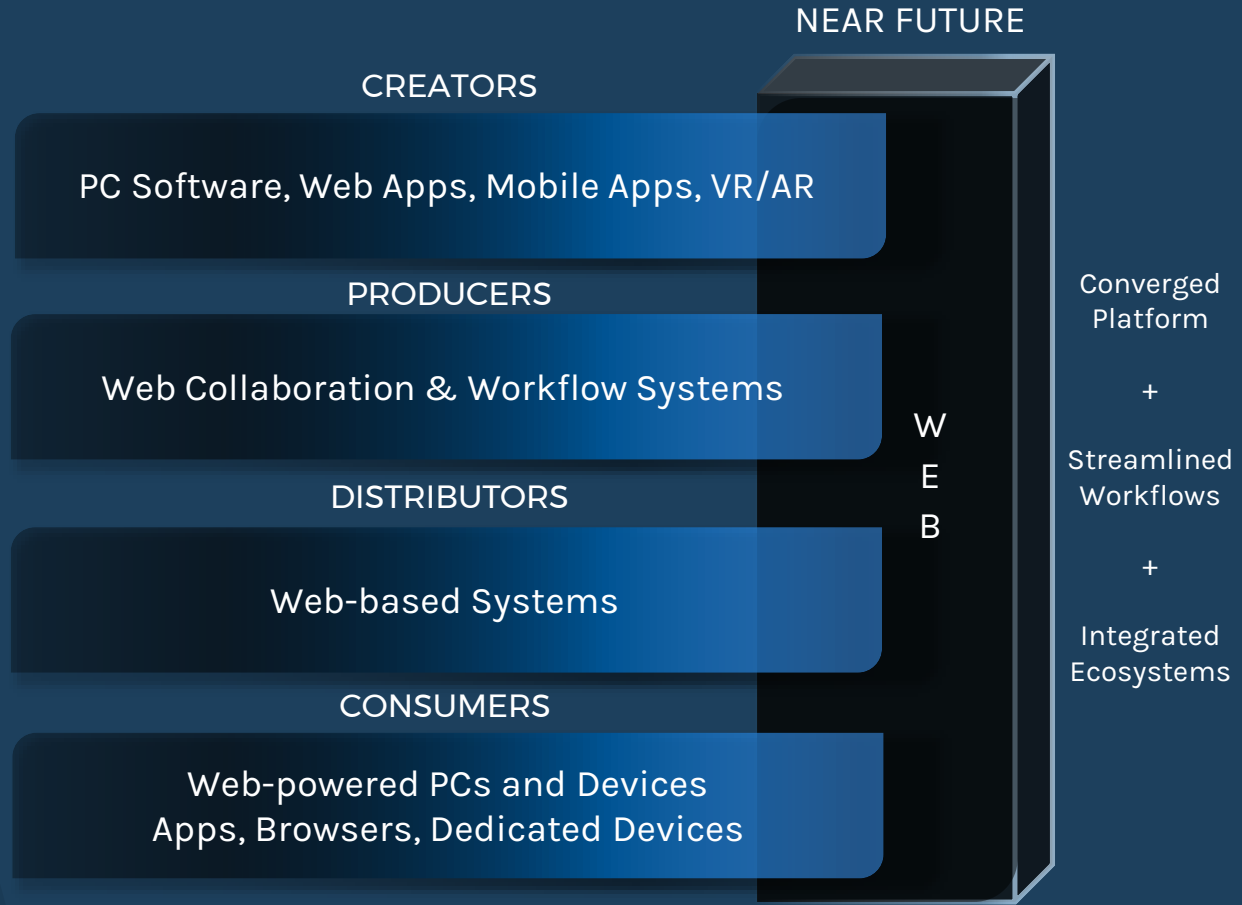 NEAR FUTURE
CREATORS
PC Software, Web Apps, Mobile Apps, VR/AR
PRODUCERS
Web Collaboration & Workflow Systems
DISTRIBUTORS
Web-based Systems
CONSUMERS
Web-powered PCs and Devices
Apps, Browsers, Dedicated Devices
W
E
B
Converged
Platform
+
Streamlined
Workflows
+
Integrated
Ecosystems